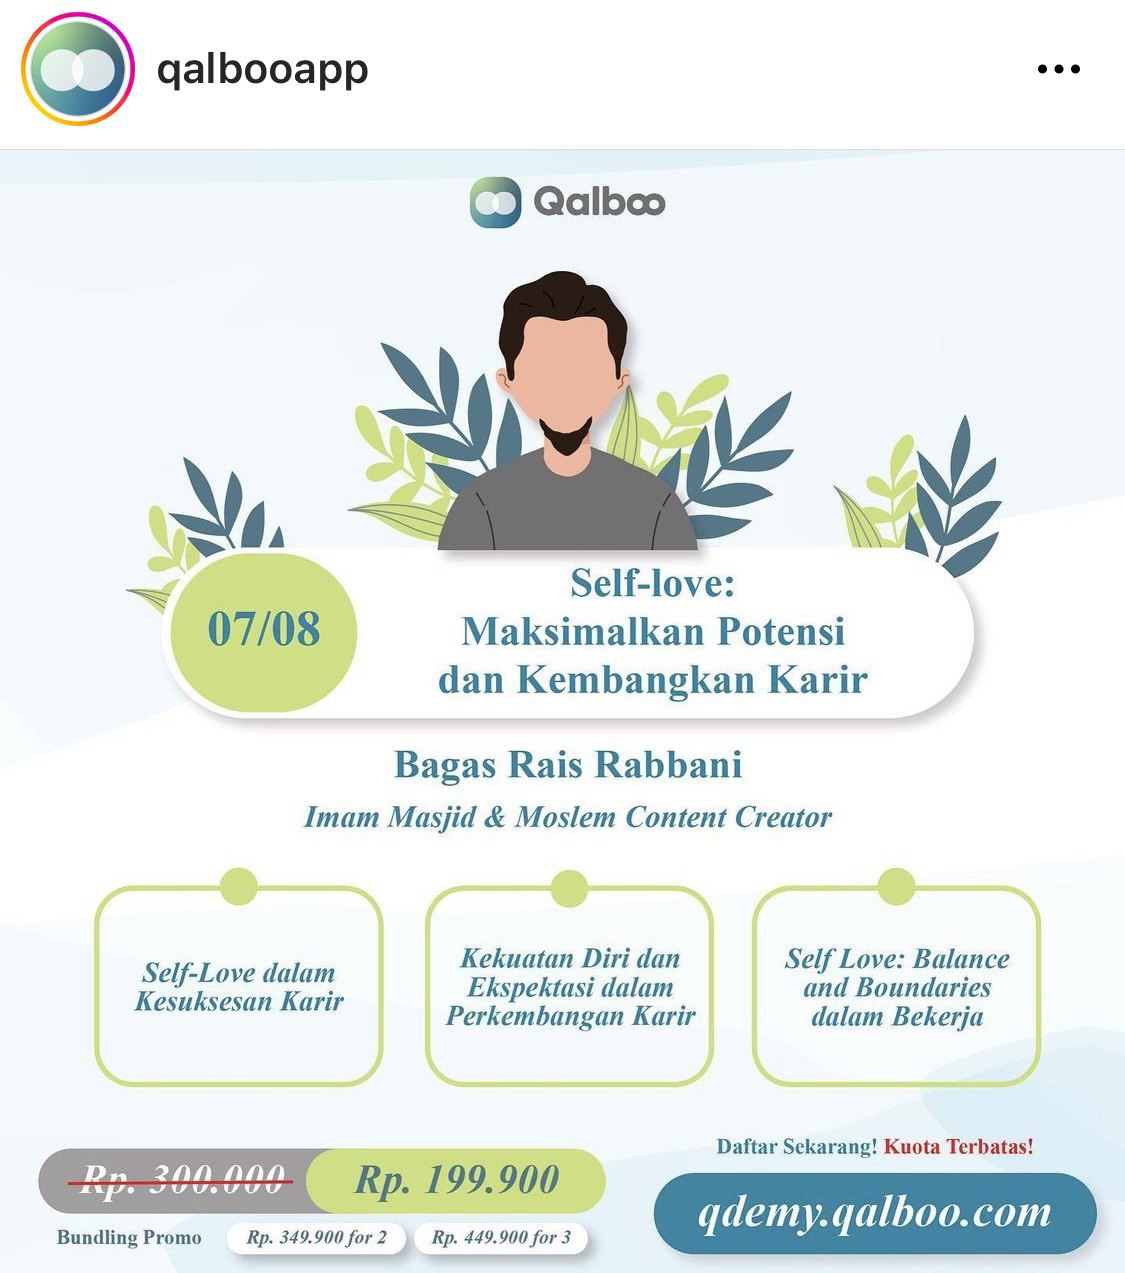 qalbooapp
Qalboo
07/08
Self-love:
Maksimalkan Potensi
dan Kembangkan Karir
Bagas Rais Rabbani
Imam Masjid & Moslem Content Creator
Self-Love dalam
Kesuksesan Karir
Kekuatan Diri dan
Ekspektasi dalam
Perkembangan Karir
Self Love: Balance
and Boundaries
dalam Bekerja
Rp. 300.000
Rp. 199.900
Bundling Promo
Rp. 349.900 for 2
Rp. 449.900 for 3
Daftar Sekarang! Kuota Terbatas!
qdemy.qalboo.com